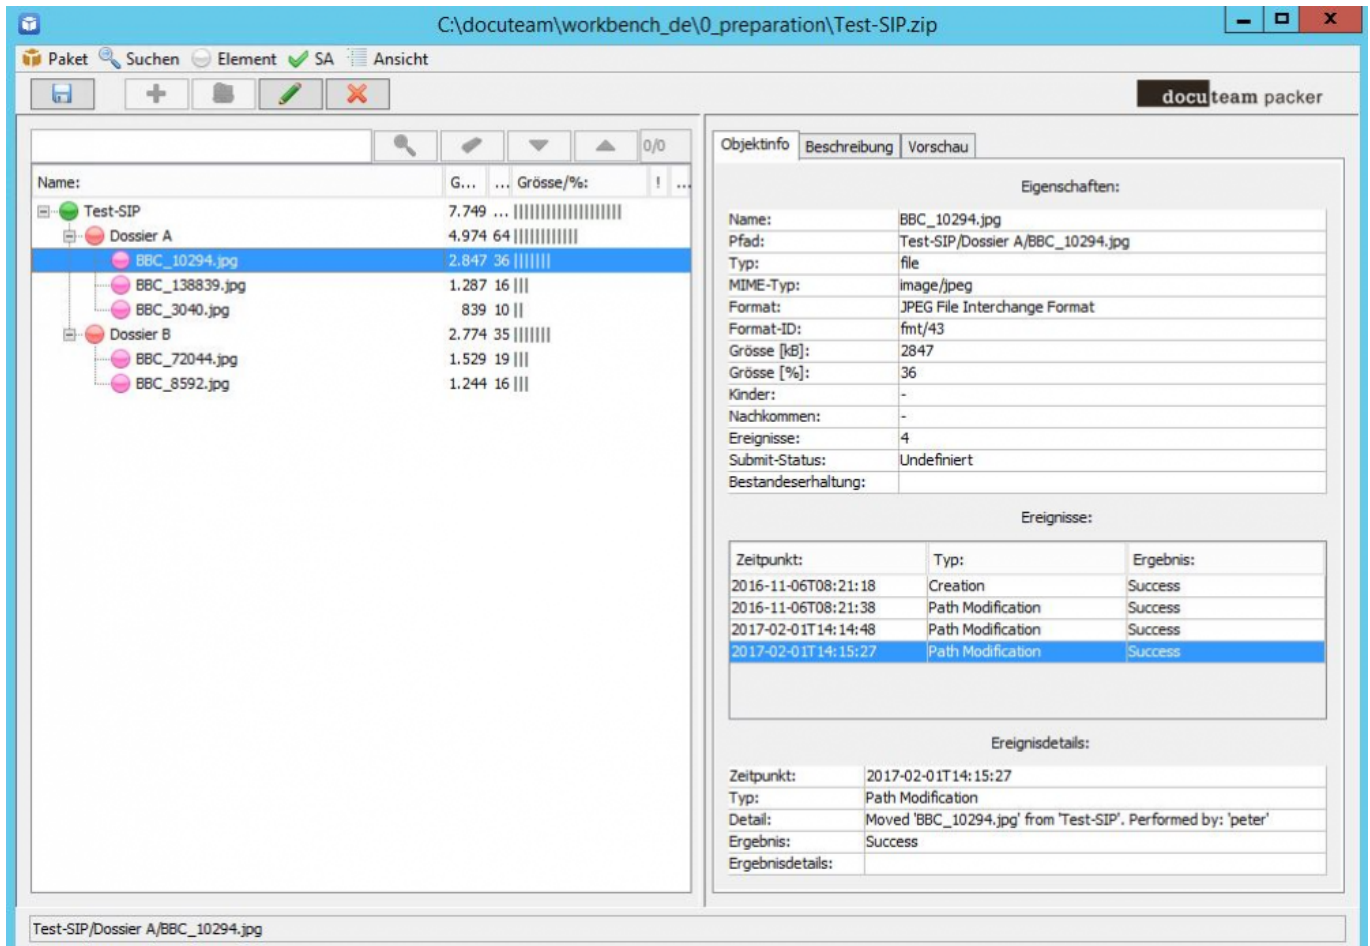 C:\docuteam\workbench_de\0_preparation\Test-SIP.zip
Paket Suchen Element SA Ansicht
docuteam packer
0/0
Name: G... ... Grösse/%: ! ...
Test-SIP 7.749 ...
Dossier A 4.974 64
BBC_10294.jpg 2.847 36
BBC_138839.jpg 1.287 16
BBC_3040.jpg 839 10
Dossier B 2.774 35
BBC_72044.jpg 1.529 19
BBC_8592.jpg 1.244 16
Objektinfo Beschreibung Vorschau
Eigenschaften:
Name: BBC_10294.jpg
Pfad: Test-SIP/Dossier A/BBC_10294.jpg
Typ: file
MIME-Typ: image/jpeg
Format: JPEG File Interchange Format
Format-ID: fmt/43
Grösse [kB]: 2847
Grösse [%]: 36
Kinder: -
Nachkommen: -
Ereignisse: 4
Submit-Status: Undefiniert
Bestandeserhaltung:
Ereignisse:
Zeitpunkt: Typ: Ergebnis:
2016-11-06T08:21:18 Creation Success
2016-11-06T08:21:38 Path Modification Success
2017-02-01T14:14:48 Path Modification Success
2017-02-01T14:15:27 Path Modification Success
Ereignisdetails:
Zeitpunkt: 2017-02-01T14:15:27
Typ: Path Modification
Detail: Moved 'BBC_10294.jpg' from 'Test-SIP'. Performed by: 'peter'
Ergebnis: Success
Ergebnisdetails:
Test-SIP/Dossier A/BBC_10294.jpg